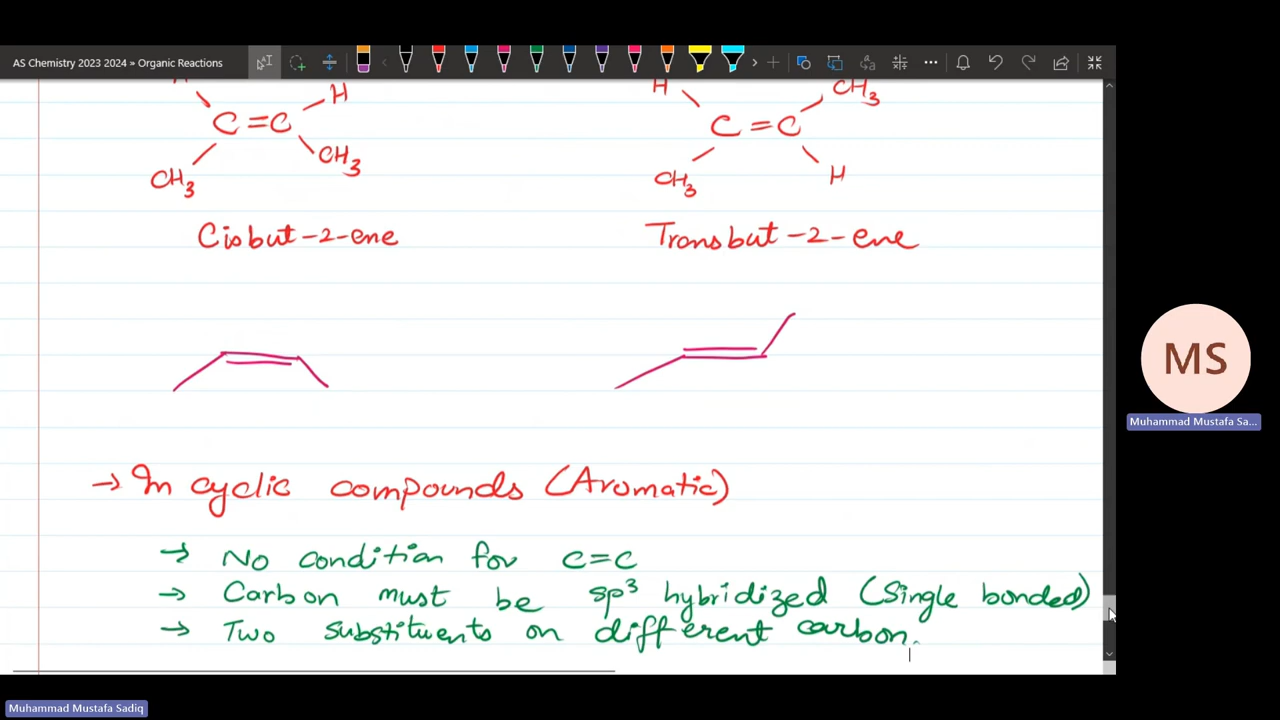 AS Chemistry 2023 2024 » Organic Reactions
H
H
H
CH3
C=C
C=C
CH3
CH3
CH3
H
Cisbut-2-ene
Transbut-2-ene
MS
Muhammad Mustafa Sa...
→ In cyclic compounds (Aromatic)
→ No condition for C=C
→ Carbon must be sp³ hybridized (Single bonded)
→ Two substituents on different carbon.
Muhammad Mustafa Sadiq